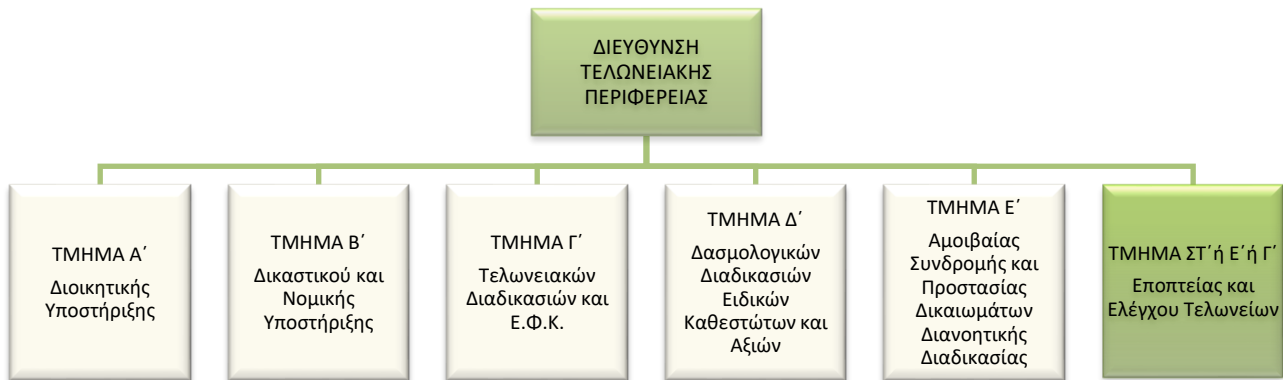 ΔΙΕΥΘΥΝΣΗ
ΤΕΛΩΝΕΙΑΚΗΣ
ΠΕΡΙΦΕΡΕΙΑΣ
ΤΜΗΜΑ Α΄
Διοικητικής
Υποστήριξης
ΤΜΗΜΑ Β΄
Δικαστικού και
Νομικής
Υποστήριξης
ΤΜΗΜΑ Γ΄
Τελωνειακών
Διαδικασιών και
Ε.Φ.Κ.
ΤΜΗΜΑ Δ΄
Δασμολογικών
Διαδικασιών
Ειδικών
Καθεστώτων και
Αξιών
ΤΜΗΜΑ Ε΄
Αμοιβαίας
Συνδρομής και
Προστασίας
Δικαιωμάτων
Διανοητικής
Διαδικασίας
ΤΜΗΜΑ ΣΤ΄ή Ε΄ή Γ΄
Εποπτείας και
Ελέγχου Τελωνείων